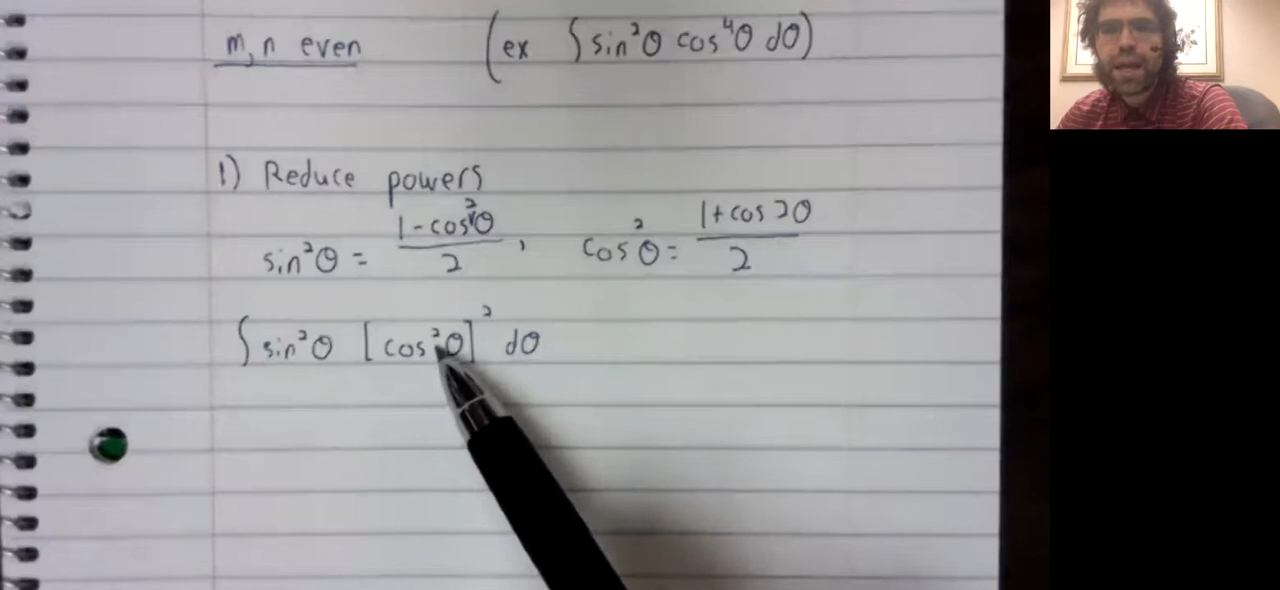 m, n even (ex ∫ sin²θ cos⁴θ dθ)
1) Reduce powers
sin²θ = (1 - cos2θ)/2 , cos²θ = (1 + cos 2θ)/2
∫ sin²θ [cos²θ]² dθ